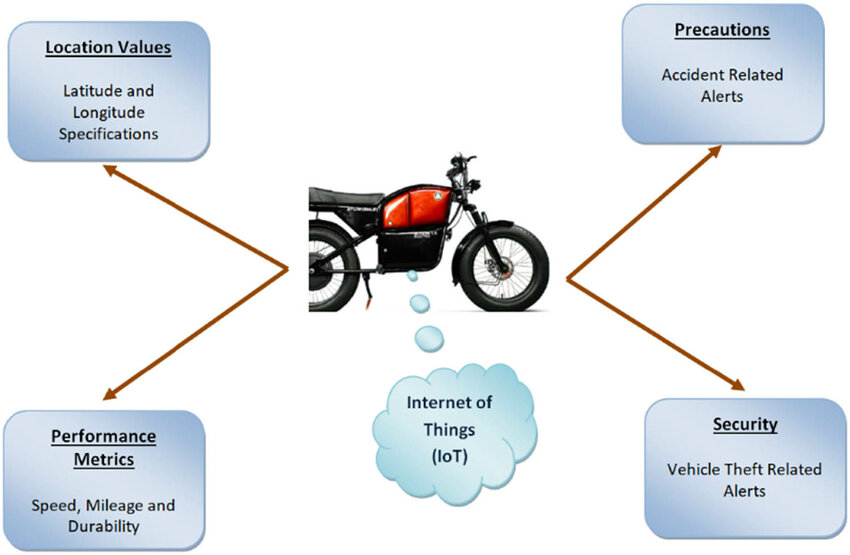 Location Values
Latitude and
Longitude
Specifications
Precautions
Accident Related
Alerts
Internet of
Things
(IoT)
Performance
Metrics
Speed, Mileage and
Durability
Security
Vehicle Theft Related
Alerts